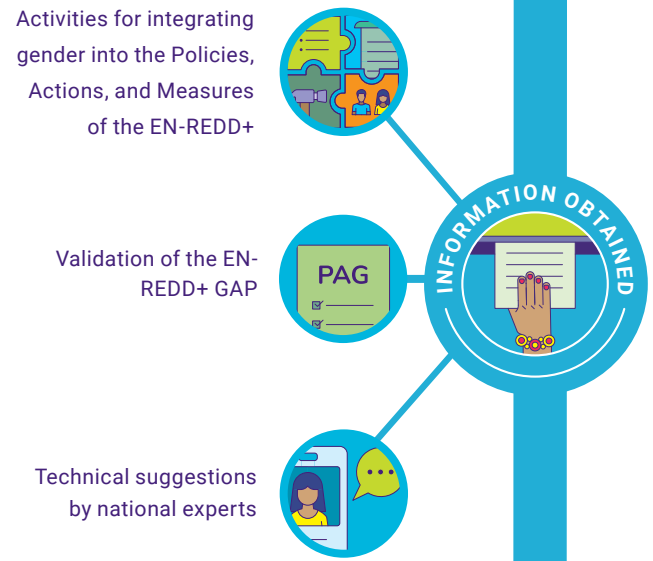 Activities for integrating
gender into the Policies,
Actions, and Measures
of the EN-REDD+
INFORMATION OBTAINED
Validation of the EN-
REDD+ GAP
PAG
Technical suggestions
by national experts